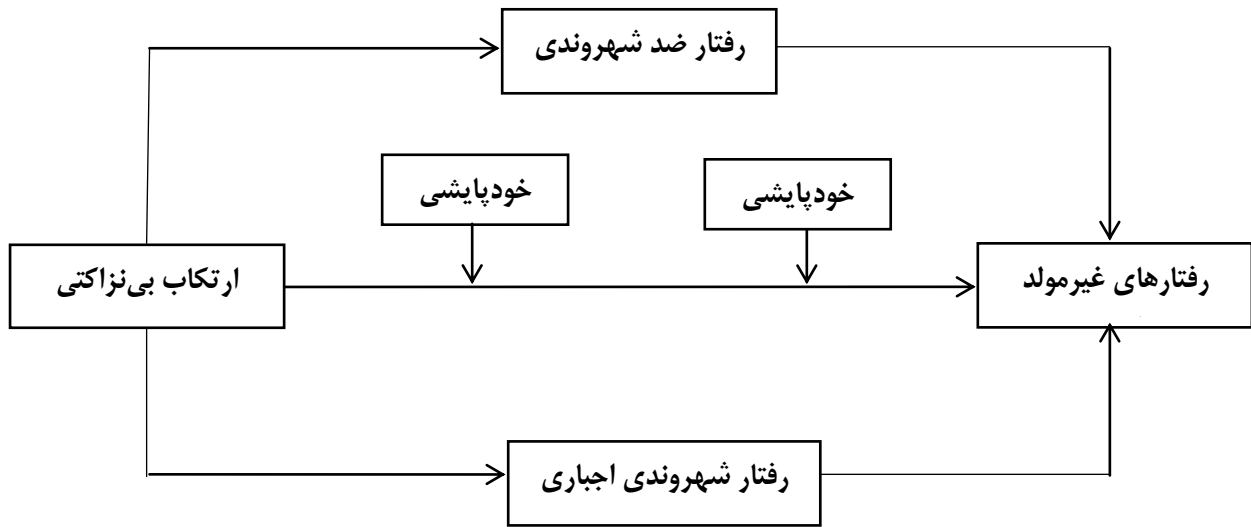 رفتار ضد شهروندی
خودپایشی
خودپایشی
ارتکاب بی‌نزاکتی
رفتارهای غیرمولد
رفتار شهروندی اجباری